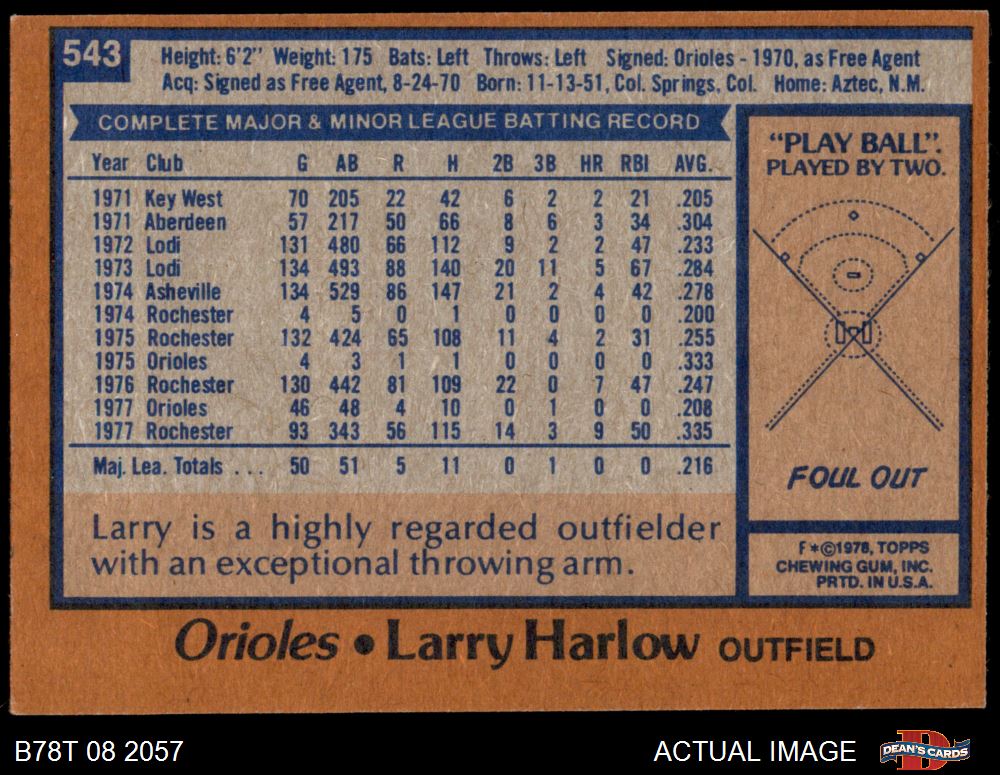 543
Height: 6'2" Weight: 175 Bats: Left Throws: Left Signed: Orioles - 1970, as Free Agent
Acq: Signed as Free Agent, 8-24-70 Born: 11-13-51, Col. Springs, Col. Home: Aztec, N.M.
COMPLETE MAJOR & MINOR LEAGUE BATTING RECORD
Year Club G AB R H 2B 3B HR RBI AVG.
1971 Key West 70 205 22 42 6 2 2 21 .205
1971 Aberdeen 57 217 50 66 8 6 3 34 .304
1972 Lodi 131 480 66 112 9 2 2 47 .233
1973 Lodi 134 493 88 140 20 11 5 67 .284
1974 Asheville 134 529 86 147 21 2 4 42 .278
1974 Rochester 4 5 0 1 0 0 0 0 .200
1975 Rochester 132 424 65 108 11 4 2 31 .255
1975 Orioles 4 3 1 1 0 0 0 0 .333
1976 Rochester 130 442 81 109 22 0 7 47 .247
1977 Orioles 46 48 4 10 0 1 0 0 .208
1977 Rochester 93 343 56 115 14 3 9 50 .335
Maj. Lea. Totals . . . 50 51 5 11 0 1 0 0 .216
Larry is a highly regarded outfielder
with an exceptional throwing arm.
"PLAY BALL".
PLAYED BY TWO.
FOUL OUT
F*©1978, TOPPS
CHEWING GUM, INC.
PRTD. IN U.S.A.
Orioles • Larry Harlow OUTFIELD
B78T 08 2057
ACTUAL IMAGE
D
DEAN'S CARDS